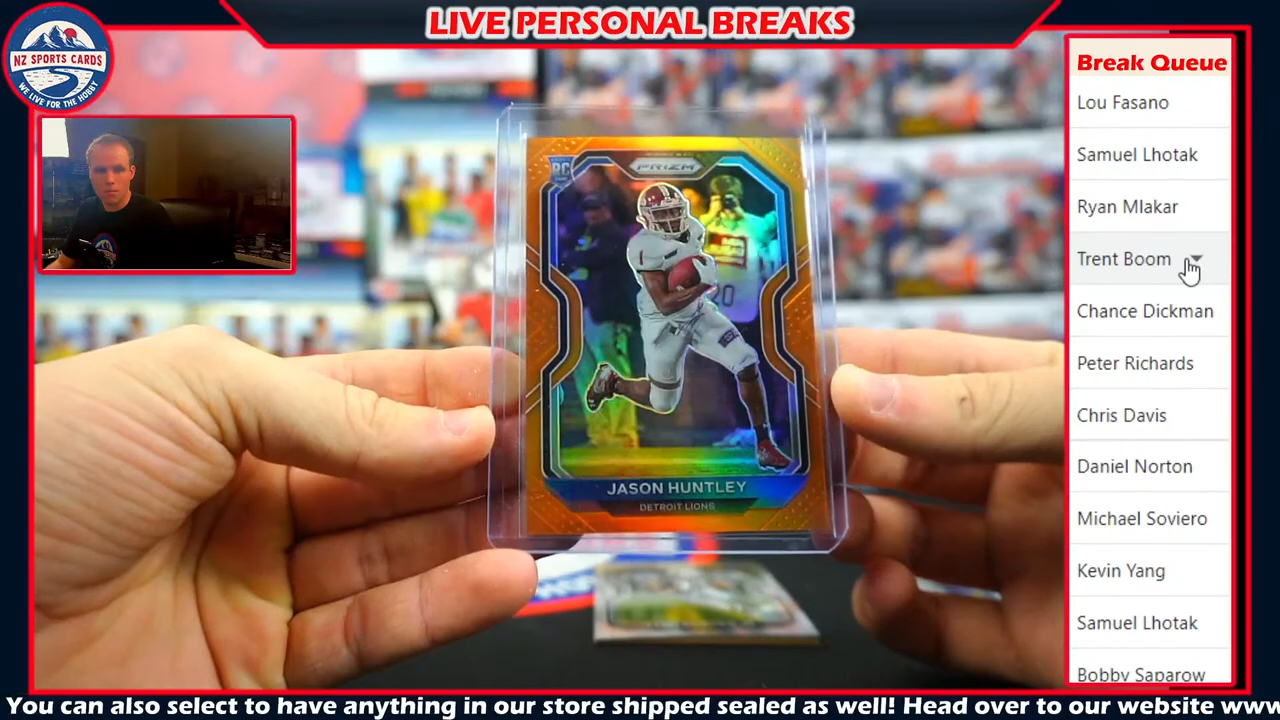 LIVE PERSONAL BREAKS
NZ SPORTS CARDS
WE LIVE FOR THE HOBBY
Break Queue
Lou Fasano
Samuel Lhotak
Ryan Mlakar
Trent Boom
Chance Dickman
Peter Richards
Chris Davis
Daniel Norton
Michael Soviero
Kevin Yang
Samuel Lhotak
Bobby Saparow
RC
PRIZM
1
20
JASON HUNTLEY
DETROIT LIONS
You can also select to have anything in our store shipped sealed as well! Head over to our website www